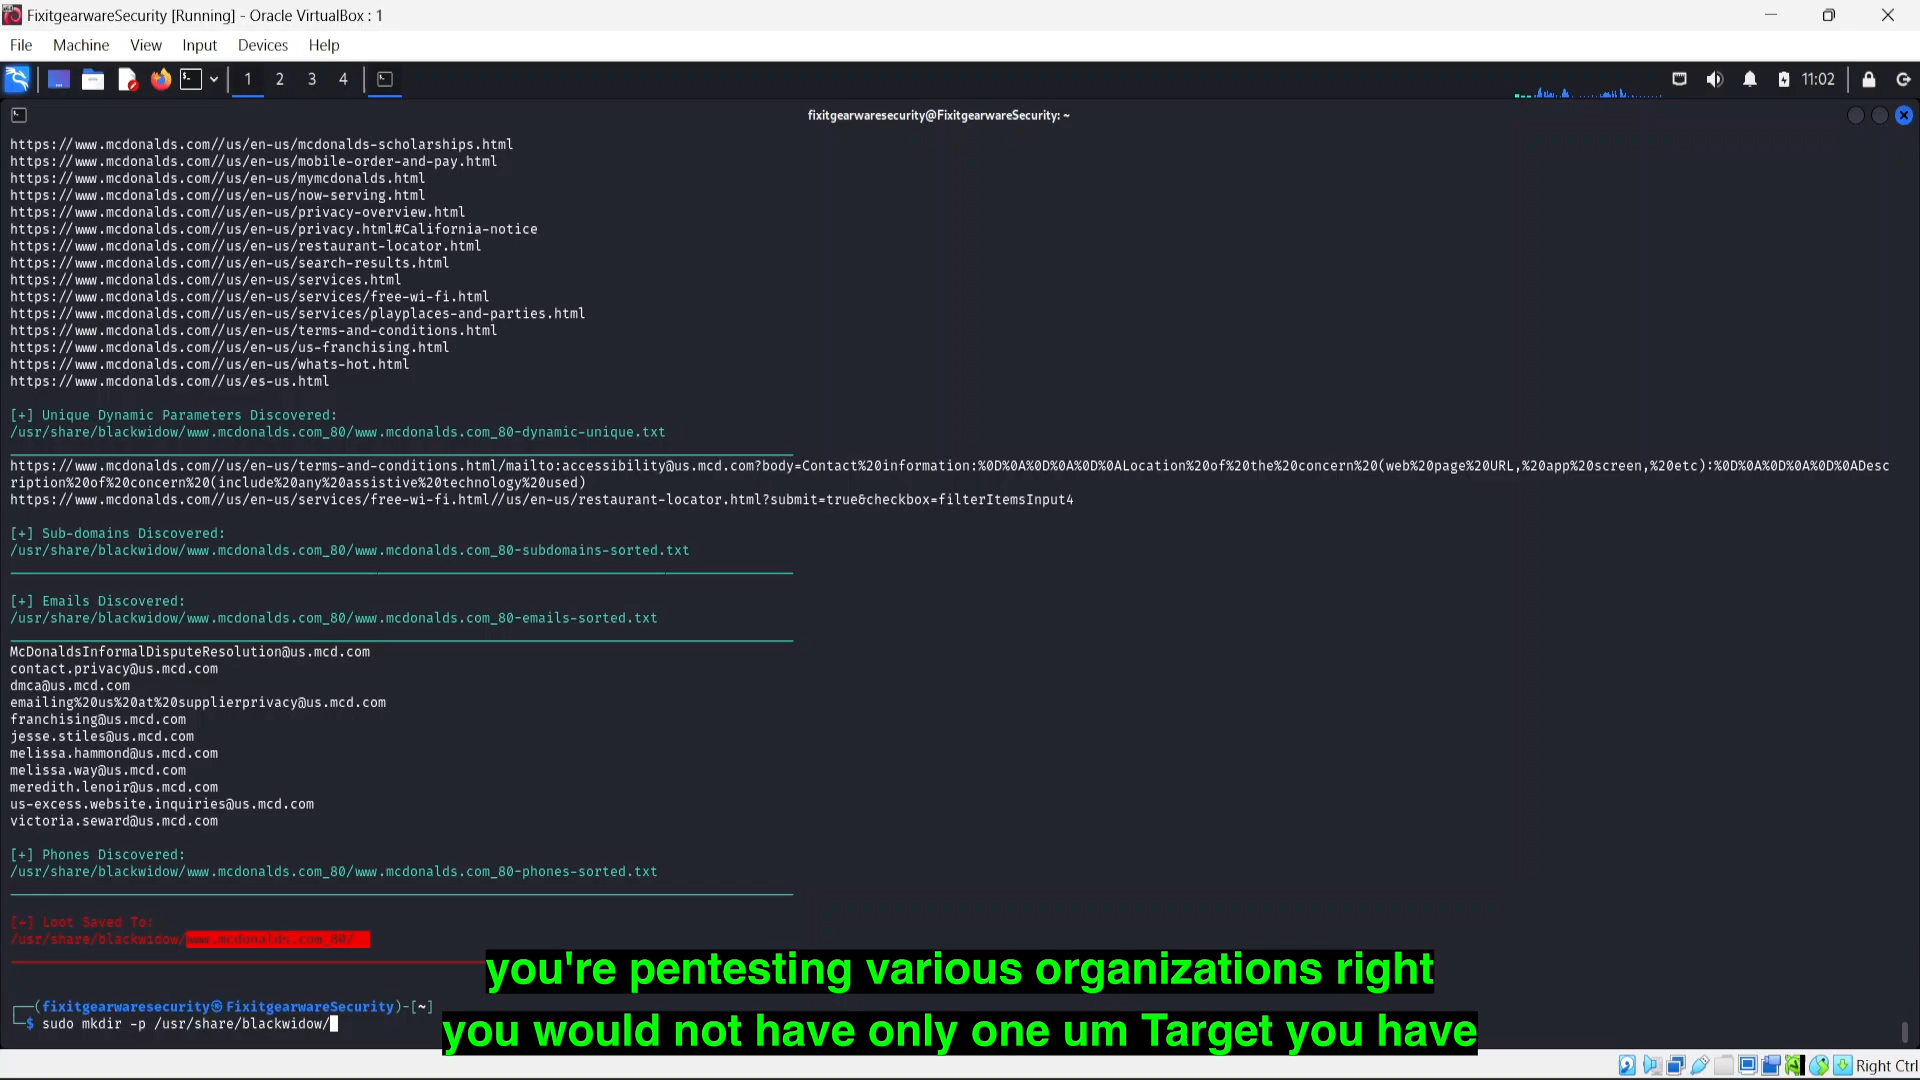 FixitgearwareSecurity [Running] - Oracle VirtualBox : 1
File Machine View Input Devices Help
1 2 3 4 11:02
fixitgearwaresecurity@FixitgearwareSecurity: ~
https://www.mcdonalds.com//us/en-us/mcdonalds-scholarships.html
https://www.mcdonalds.com//us/en-us/mobile-order-and-pay.html
https://www.mcdonalds.com//us/en-us/mymcdonalds.html
https://www.mcdonalds.com//us/en-us/now-serving.html
https://www.mcdonalds.com//us/en-us/privacy-overview.html
https://www.mcdonalds.com//us/en-us/privacy.html#California-notice
https://www.mcdonalds.com//us/en-us/restaurant-locator.html
https://www.mcdonalds.com//us/en-us/search-results.html
https://www.mcdonalds.com//us/en-us/services.html
https://www.mcdonalds.com//us/en-us/services/free-wi-fi.html
https://www.mcdonalds.com//us/en-us/services/playplaces-and-parties.html
https://www.mcdonalds.com//us/en-us/terms-and-conditions.html
https://www.mcdonalds.com//us/en-us/us-franchising.html
https://www.mcdonalds.com//us/en-us/whats-hot.html
https://www.mcdonalds.com//us/es-us.html
[+] Unique Dynamic Parameters Discovered:
/usr/share/blackwidow/www.mcdonalds.com_80/www.mcdonalds.com_80-dynamic-unique.txt
https://www.mcdonalds.com//us/en-us/terms-and-conditions.html/mailto:accessibility@us.mcd.com?body=Contact%20information:%0D%0A%0D%0A%0D%0ALocation%20of%20the%20concern%20(web%20page%20URL,%20app%20screen,%20etc):%0D%0A%0D%0A%0D%0ADesc
ription%20of%20concern%20(include%20any%20assistive%20technology%20used)
https://www.mcdonalds.com//us/en-us/services/free-wi-fi.html//us/en-us/restaurant-locator.html?submit=true&checkbox=filterItemsInput4
[+] Sub-domains Discovered:
/usr/share/blackwidow/www.mcdonalds.com_80/www.mcdonalds.com_80-subdomains-sorted.txt
[+] Emails Discovered:
/usr/share/blackwidow/www.mcdonalds.com_80/www.mcdonalds.com_80-emails-sorted.txt
McDonaldsInformalDisputeResolution@us.mcd.com
contact.privacy@us.mcd.com
dmca@us.mcd.com
emailing%20us%20at%20supplierprivacy@us.mcd.com
franchising@us.mcd.com
jesse.stiles@us.mcd.com
melissa.hammond@us.mcd.com
melissa.way@us.mcd.com
meredith.lenoir@us.mcd.com
us-excess.website.inquiries@us.mcd.com
victoria.seward@us.mcd.com
[+] Phones Discovered:
/usr/share/blackwidow/www.mcdonalds.com_80/www.mcdonalds.com_80-phones-sorted.txt
[+] Loot Saved To:
/usr/share/blackwidow/www.mcdonalds.com_80/
(fixitgearwaresecurity㉿FixitgearwareSecurity)-[~]
$ sudo mkdir -p /usr/share/blackwidow/
you're pentesting various organizations right
you would not have only one um Target you have
Right Ctrl